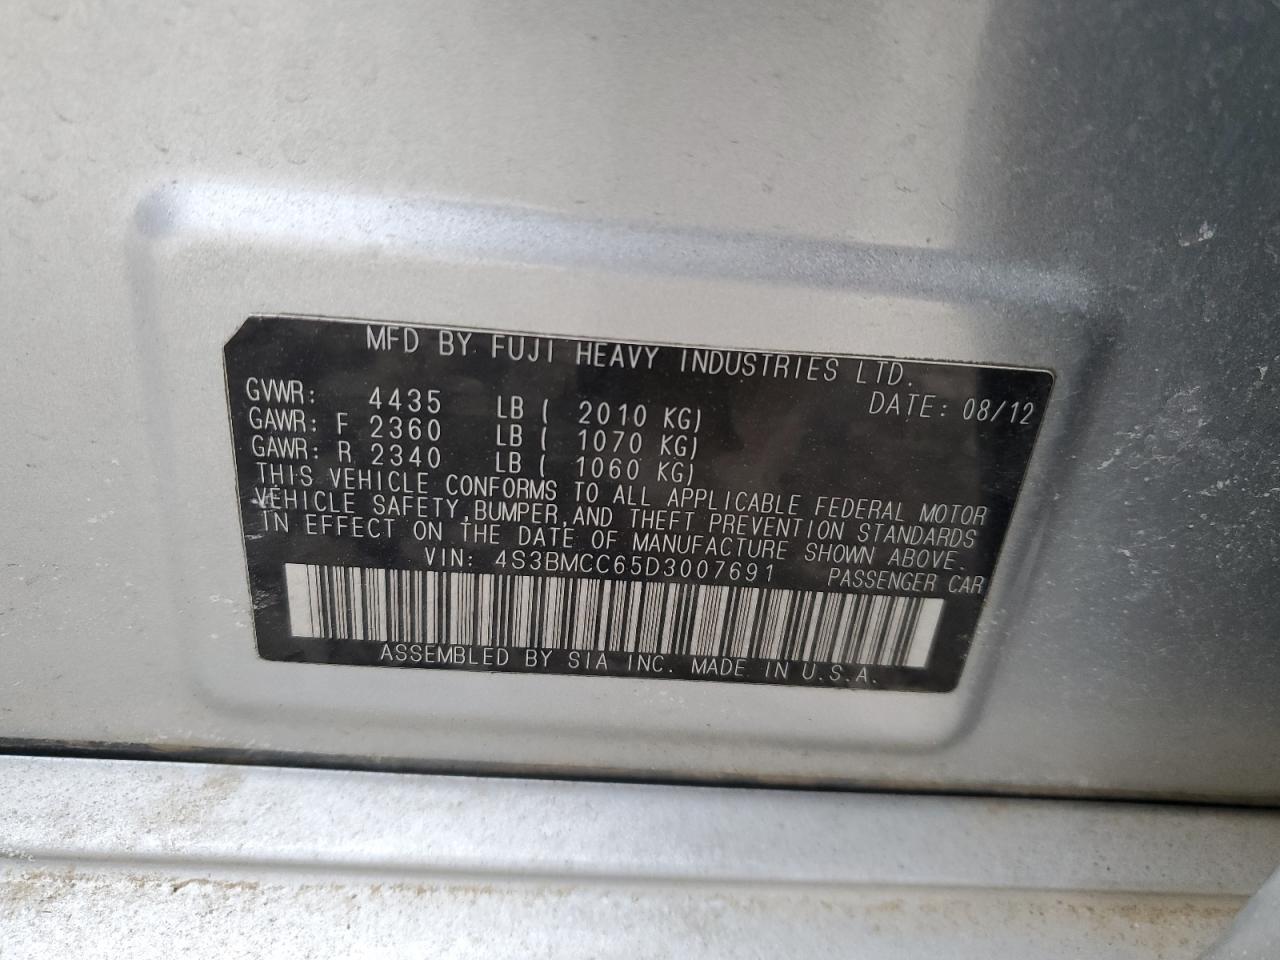 MFD BY FUJI HEAVY INDUSTRIES LTD.
GVWR: 4435 LB ( 2010 KG) DATE: 08/12
GAWR: F 2360 LB ( 1070 KG)
GAWR: R 2340 LB ( 1060 KG)
THIS VEHICLE CONFORMS TO ALL APPLICABLE FEDERAL MOTOR
VEHICLE SAFETY,BUMPER,AND THEFT PREVENTION STANDARDS
IN EFFECT ON THE DATE OF MANUFACTURE SHOWN ABOVE.
VIN: 4S3BMCC65D3007691 PASSENGER CAR
ASSEMBLED BY SIA INC. MADE IN U.S.A.